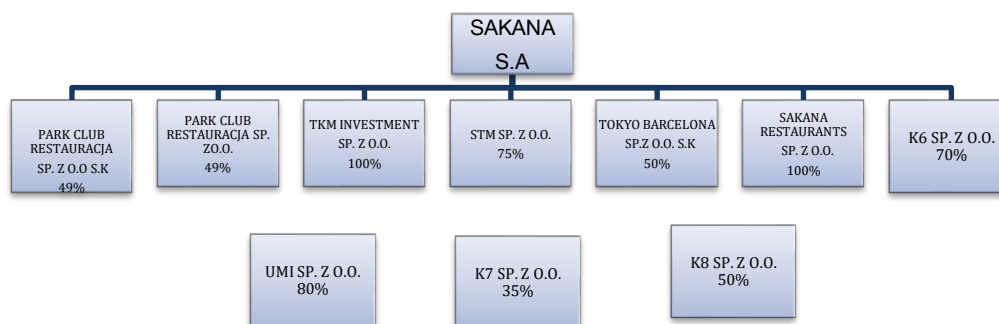 SAKANA
S.A
PARK CLUB
RESTAURACJA
SP. Z O.O S.K
49%
PARK CLUB
RESTAURACJA SP.
ZO.O.
49%
TKM INVESTMENT
SP. Z O.O.
100%
STM SP. Z O.O.
75%
TOKYO BARCELONA
SP.Z O.O. S.K
50%
SAKANA
RESTAURANTS
SP. Z O.O.
100%
K6 SP. Z O.O.
70%
UMI SP. Z O.O.
80%
K7 SP. Z O.O.
35%
K8 SP. Z O.O.
50%